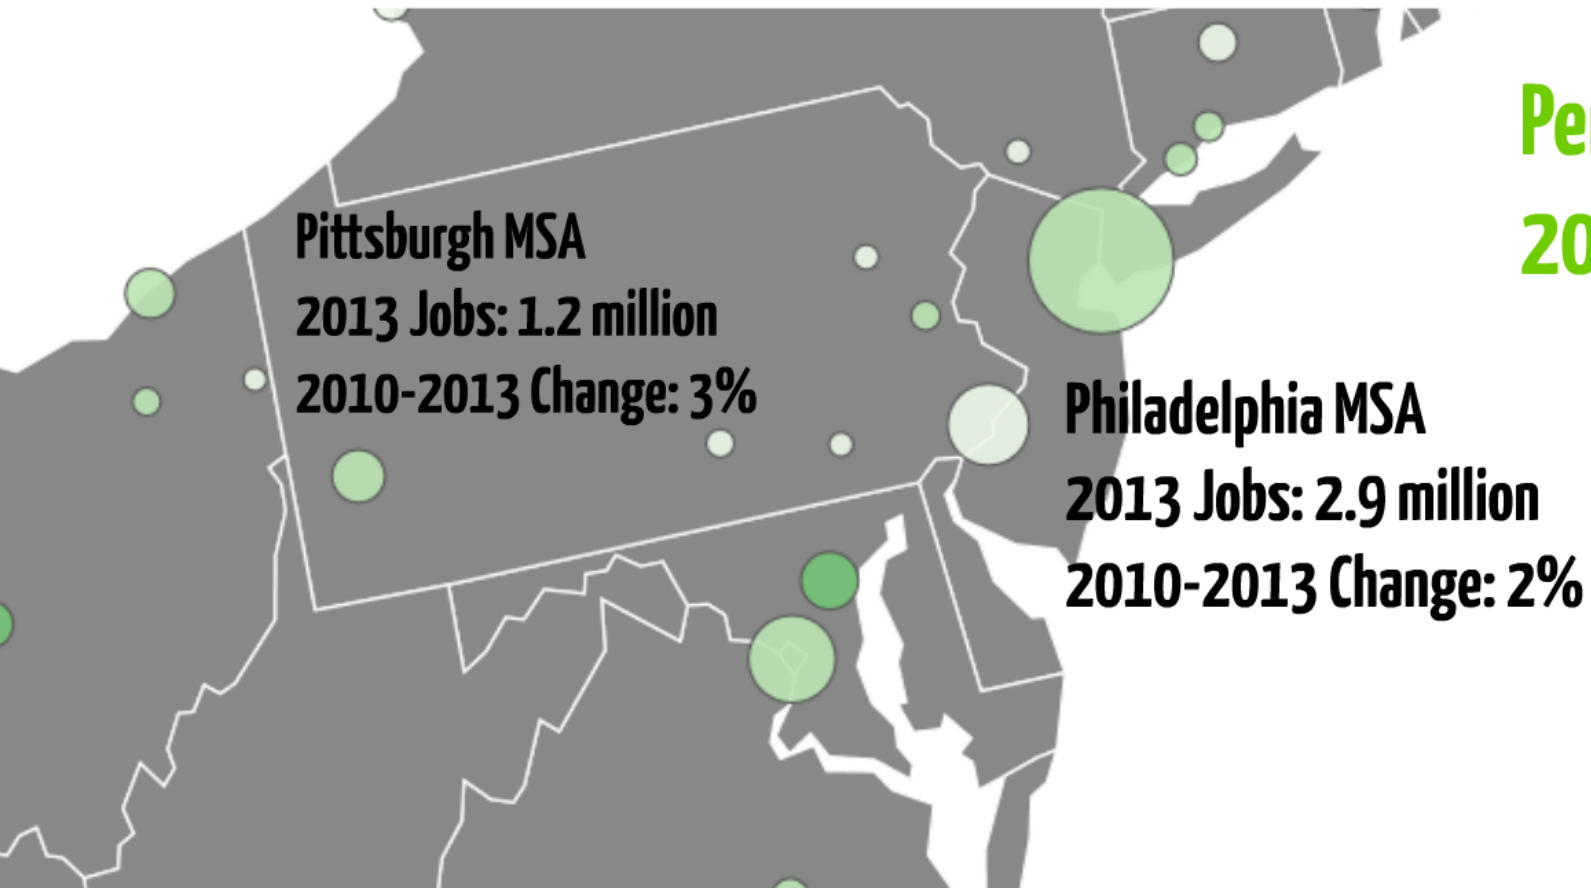 Pittsburgh MSA
2013 Jobs: 1.2 million
2010-2013 Change: 3%
Philadelphia MSA
2013 Jobs: 2.9 million
2010-2013 Change: 2%